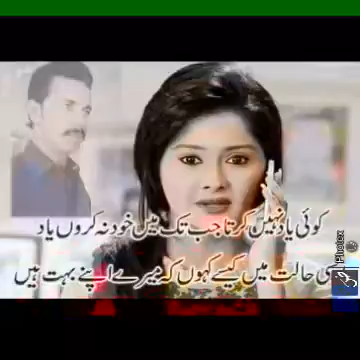 کوئی یاد نہیں کرتا جب تک میں خود نہ کروں یاد
حالت میں کیسے کہوں کہ میرے اپنے بہت ہیں
Photex